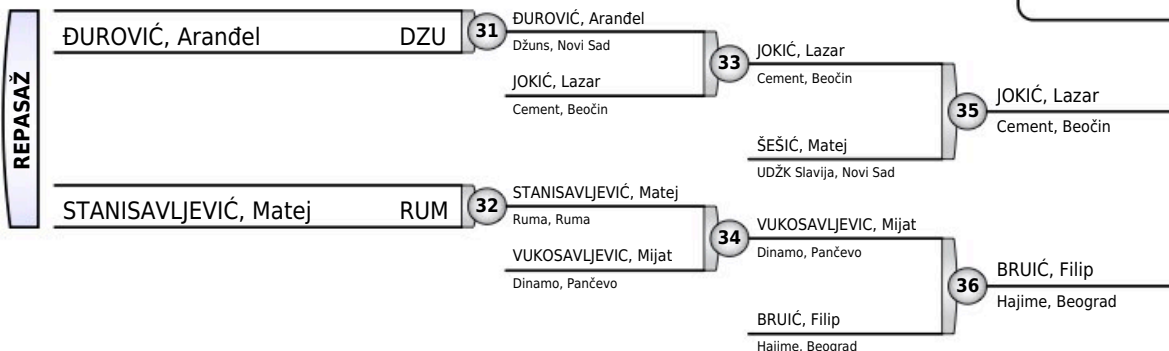 REPASAŽ
ĐUROVIĆ, Aranđel DZU
31
ĐUROVIĆ, Aranđel
Džuns, Novi Sad
JOKIĆ, Lazar
Cement, Beočin
33
JOKIĆ, Lazar
Cement, Beočin
ŠEŠIĆ, Matej
UDŽK Slavija, Novi Sad
35
JOKIĆ, Lazar
Cement, Beočin
STANISAVLJEVIĆ, Matej RUM
32
STANISAVLJEVIĆ, Matej
Ruma, Ruma
VUKOSAVLJEVIC, Mijat
Dinamo, Pančevo
34
VUKOSAVLJEVIC, Mijat
Dinamo, Pančevo
BRUIĆ, Filip
Hajime, Beograd
36
BRUIĆ, Filip
Hajime, Beograd